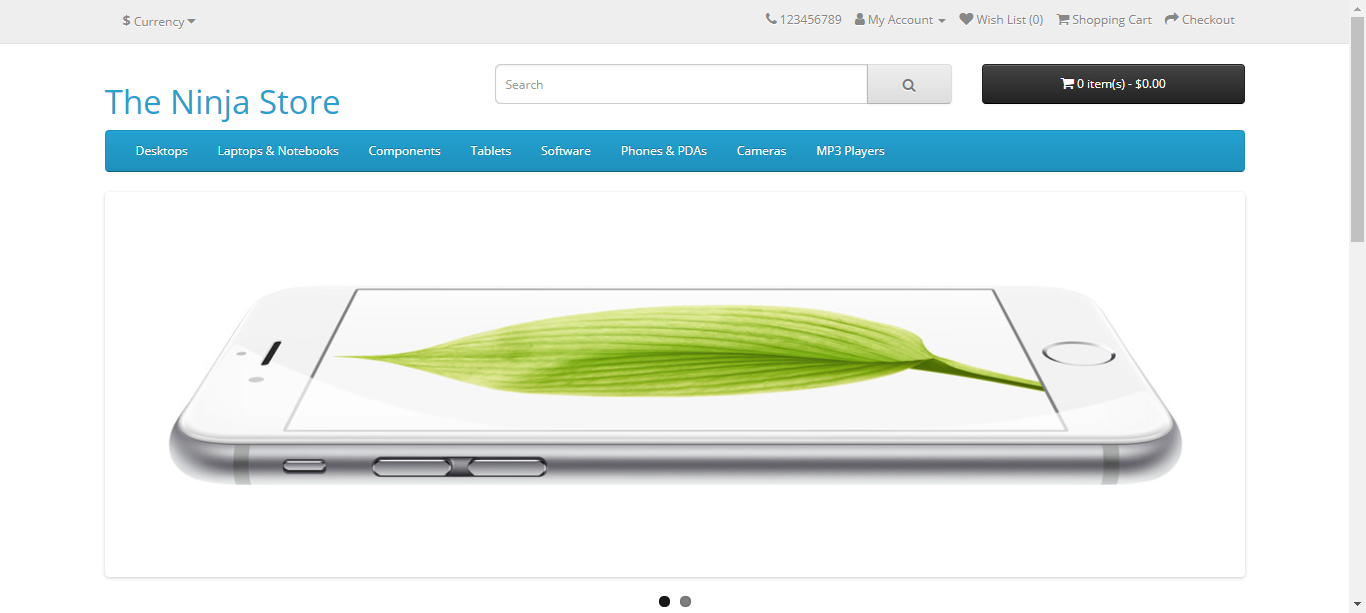 $ Currency
123456789 My Account Wish List (0) Shopping Cart Checkout
The Ninja Store
Search
0 item(s) - $0.00
Desktops Laptops & Notebooks Components Tablets Software Phones & PDAs Cameras MP3 Players